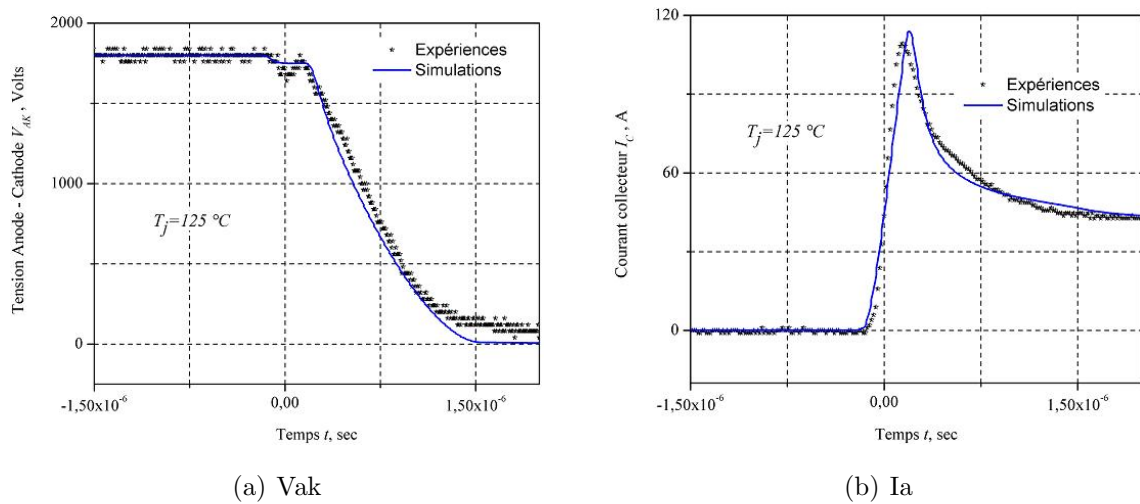 Tension Anode - Cathode V_AK , Volts
2000
1000
0
Expériences
Simulations
T_j=125 °C
-1,50x10^-6
0,00
1,50x10^-6
Temps t, sec
(a) Vak
Courant collecteur I_C , A
120
60
0
Expériences
Simulations
T_j=125 °C
-1,50x10^-6
0,00
1,50x10^-6
Temps t, sec
(b) Ia